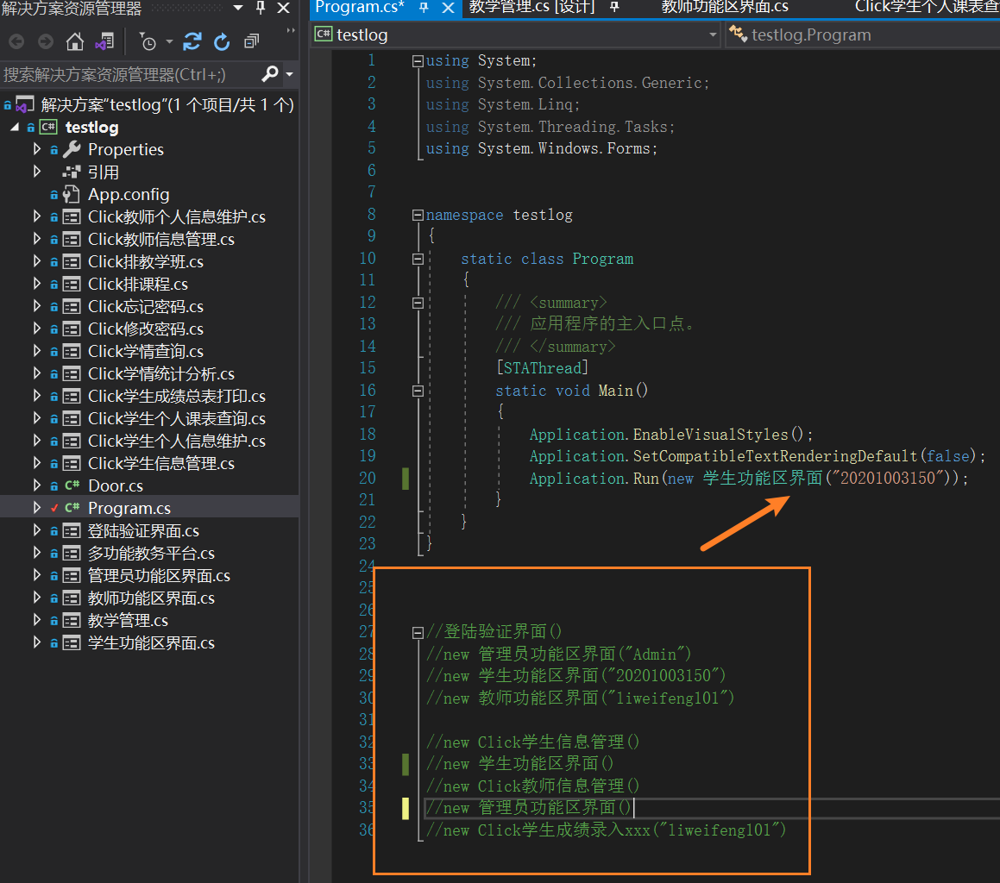 解决方案资源管理器
搜索解决方案资源管理器(Ctrl+;)
解决方案"testlog"(1 个项目/共 1 个)
C# testlog
Properties
引用
App.config
Click教师个人信息维护.cs
Click教师信息管理.cs
Click排教学班.cs
Click排课程.cs
Click忘记密码.cs
Click修改密码.cs
Click学情查询.cs
Click学情统计分析.cs
Click学生成绩总表打印.cs
Click学生个人课表查询.cs
Click学生个人信息维护.cs
Click学生信息管理.cs
C# Door.cs
C# Program.cs
登陆验证界面.cs
多功能教务平台.cs
管理员功能区界面.cs
教师功能区界面.cs
教学管理.cs
学生功能区界面.cs
Program.cs* 教学管理.cs [设计] 教师功能区界面.cs Click学生个人课表查
C# testlog testlog.Program
1 using System;
2 using System.Collections.Generic;
3 using System.Linq;
4 using System.Threading.Tasks;
5 using System.Windows.Forms;
6
7
8 namespace testlog
9 {
10 static class Program
11 {
12 /// <summary>
13 /// 应用程序的主入口点。
14 /// </summary>
15 [STAThread]
16 static void Main()
17 {
18 Application.EnableVisualStyles();
19 Application.SetCompatibleTextRenderingDefault(false);
20 Application.Run(new 学生功能区界面("20201003150"));
21 }
22 }
23 }
24
25
26
27 //登陆验证界面()
28 //new 管理员功能区界面("Admin")
29 //new 学生功能区界面("20201003150")
30 //new 教师功能区界面("liweifeng101")
31
32 //new Click学生信息管理()
33 //new 学生功能区界面()
34 //new Click教师信息管理()
35 //new 管理员功能区界面()
36 //new Click学生成绩录入xxx("liweifeng101")